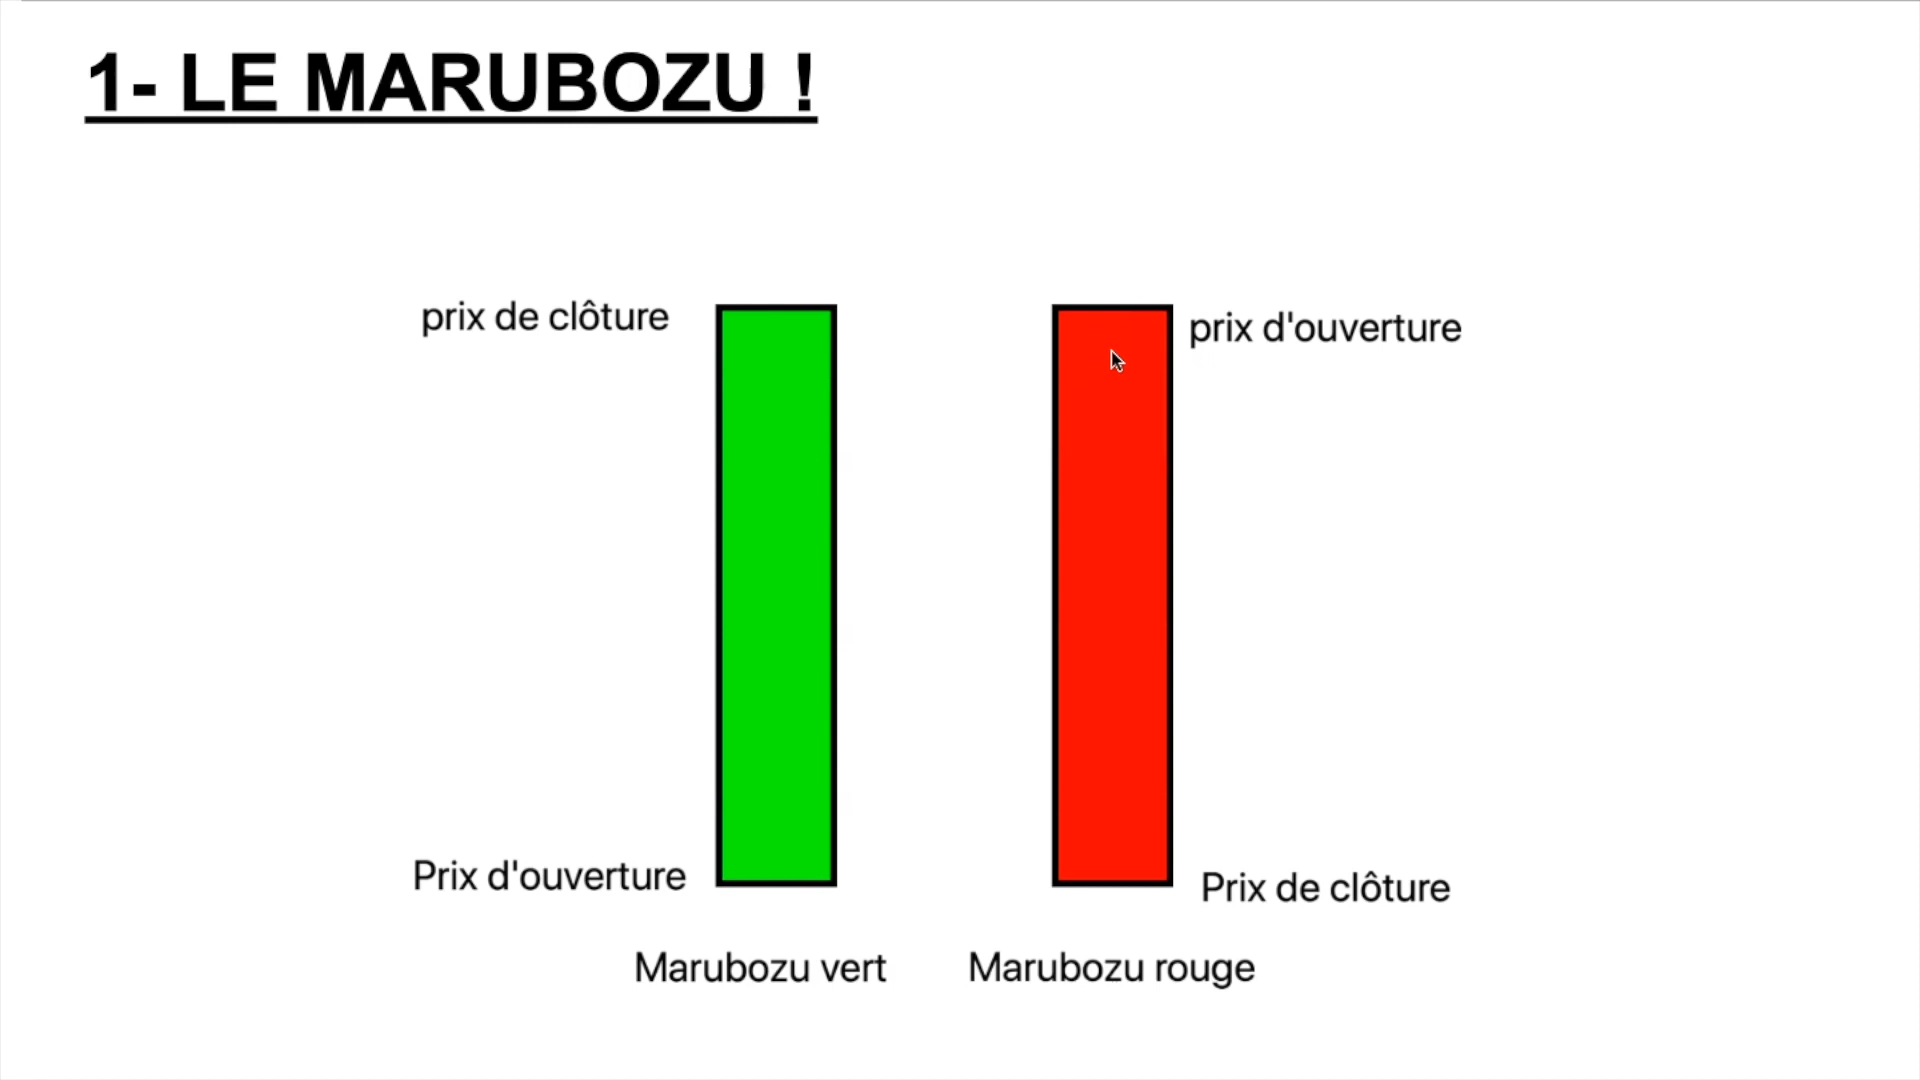 1- LE MARUBOZU !
prix de clôture
prix d'ouverture
Prix d'ouverture
Prix de clôture
Marubozu vert
Marubozu rouge